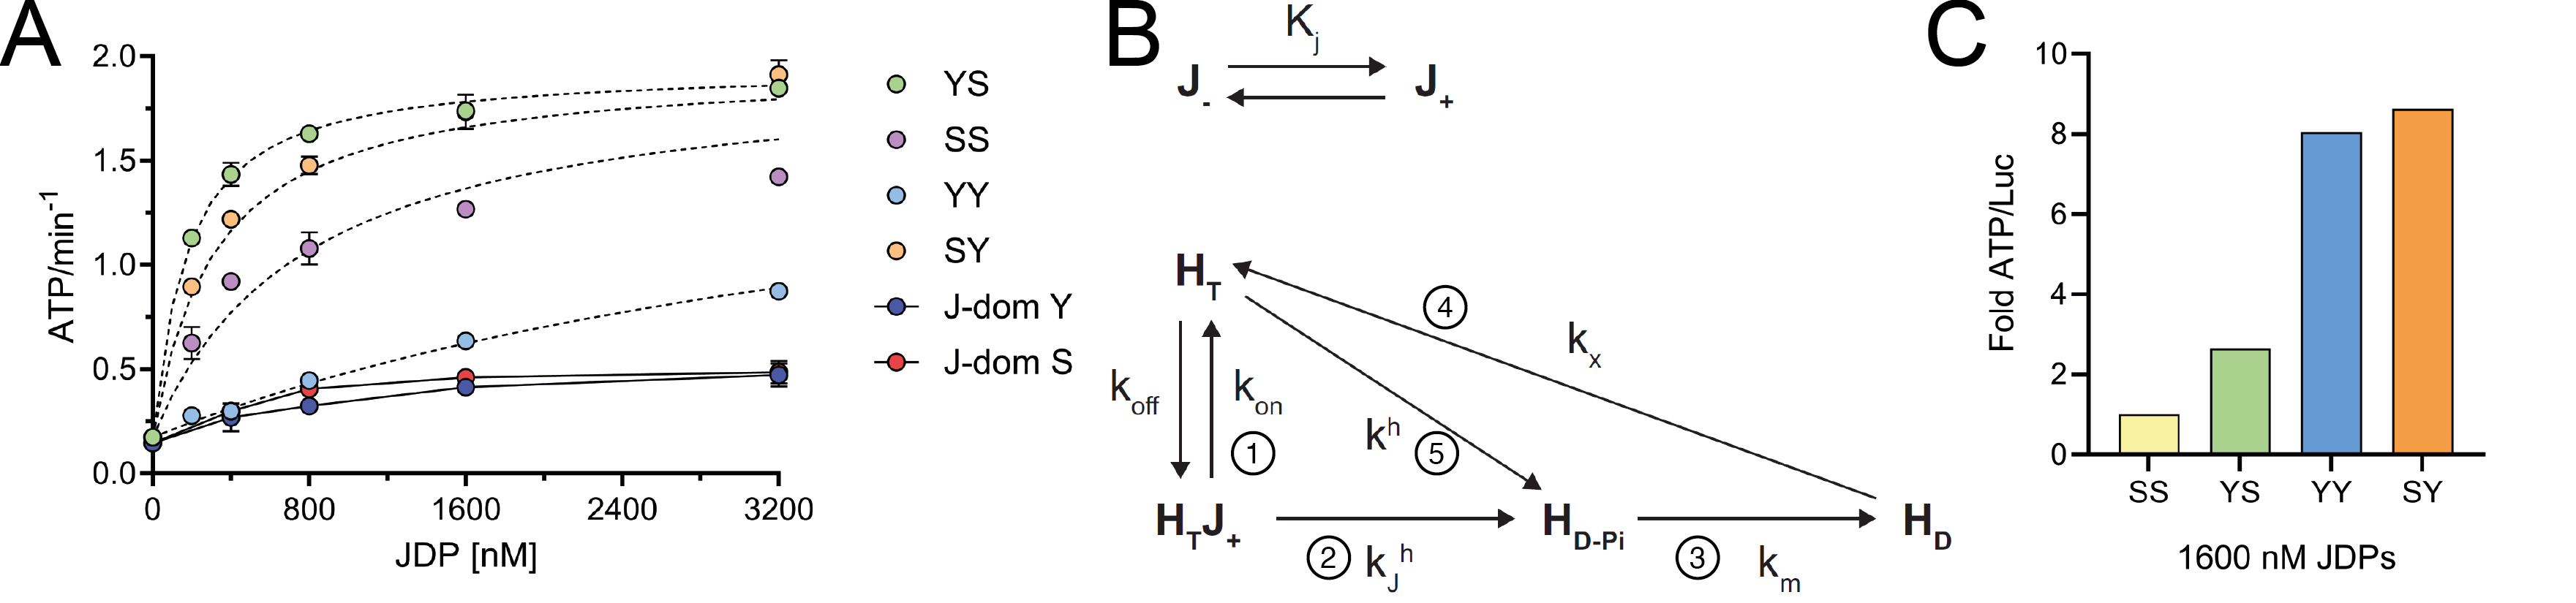 A
ATP/min⁻¹
2.0
1.5
1.0
0.5
0.0
0 800 1600 2400 3200
JDP [nM]
YS
SS
YY
SY
J-dom Y
J-dom S
B
Kj
J- J+
HT
4
kx
koff kon
kh 5
1
HTJ+ HD-Pi HD
2 kJh 3 km
C
Fold ATP/Luc
10
8
6
4
2
0
SS YS YY SY
1600 nM JDPs